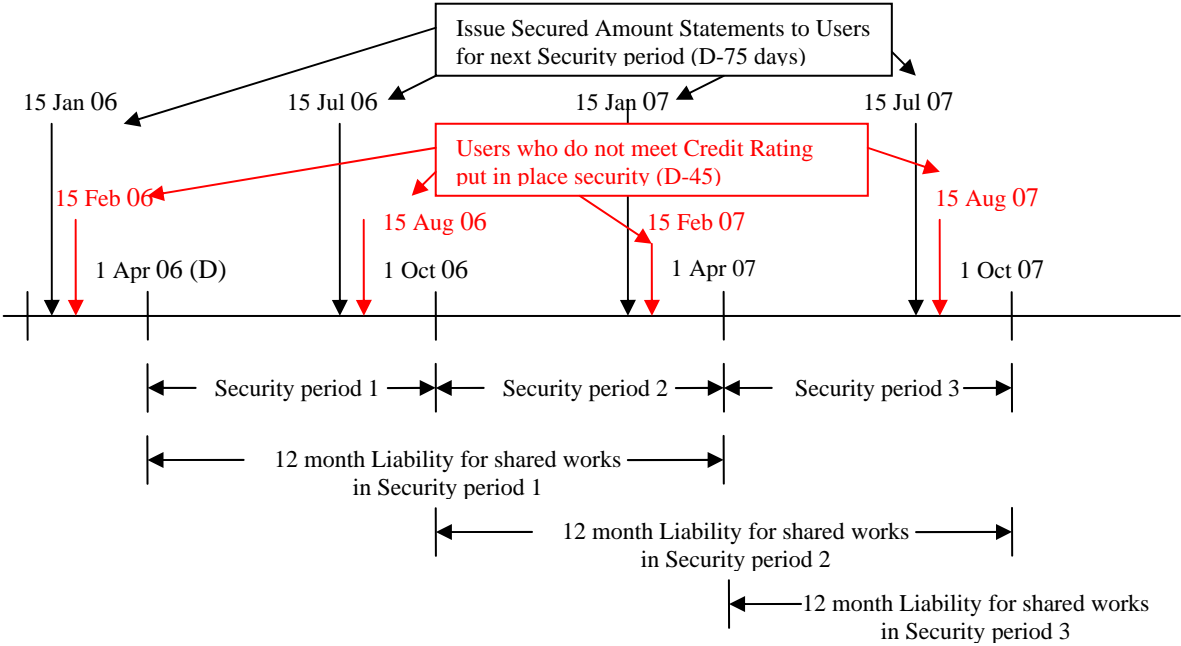 Issue Secured Amount Statements to Users
for next Security period (D-75 days)
15 Jan 06
15 Jul 06
15 Jan 07
15 Jul 07
Users who do not meet Credit Rating
put in place security (D-45)
15 Feb 06
15 Aug 06
15 Feb 07
15 Aug 07
1 Apr 06 (D)
1 Oct 06
1 Apr 07
1 Oct 07
Security period 1
Security period 2
Security period 3
12 month Liability for shared works
in Security period 1
12 month Liability for shared works
in Security period 2
12 month Liability for shared works
in Security period 3